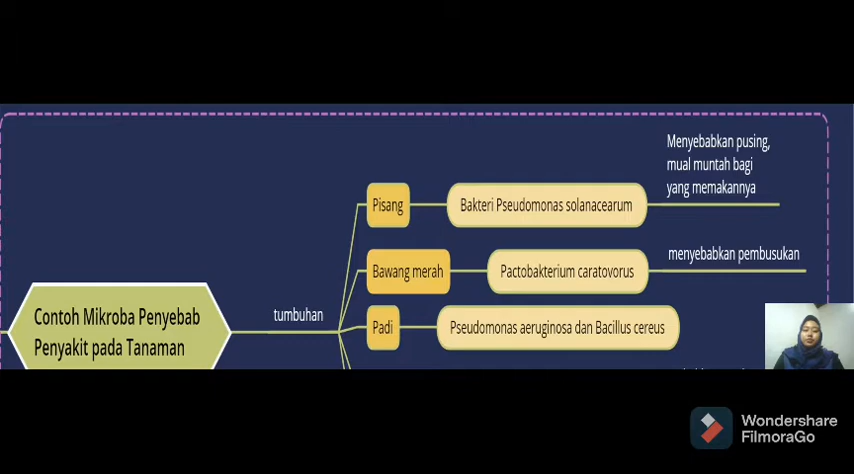 Menyebabkan pusing,
mual muntah bagi
yang memakannya
Pisang
Bakteri Pseudomonas solanacearum
menyebabkan pembusukan
Bawang merah
Pactobakterium caratovorus
Contoh Mikroba Penyebab
Penyakit pada Tanaman
tumbuhan
Padi
Pseudomonas aeruginosa dan Bacillus cereus
Wondershare
FilmoraGo